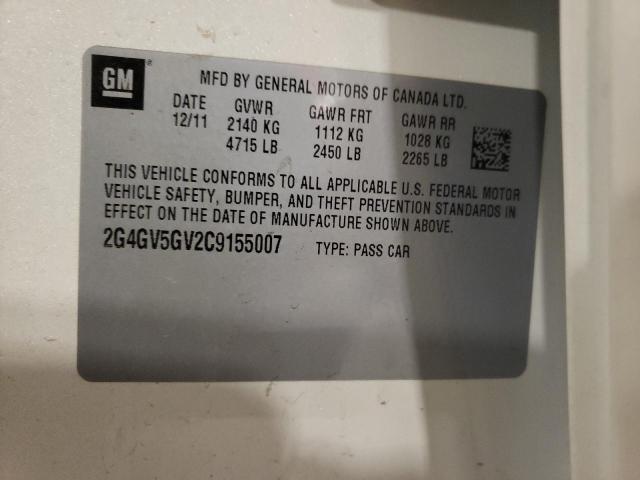 GM®
MFD BY GENERAL MOTORS OF CANADA LTD.
DATE GVWR GAWR FRT GAWR RR
12/11 2140 KG 1112 KG 1028 KG
4715 LB 2450 LB 2265 LB
THIS VEHICLE CONFORMS TO ALL APPLICABLE U.S. FEDERAL MOTOR
VEHICLE SAFETY, BUMPER, AND THEFT PREVENTION STANDARDS IN
EFFECT ON THE DATE OF MANUFACTURE SHOWN ABOVE.
2G4GV5GV2C9155007 TYPE: PASS CAR